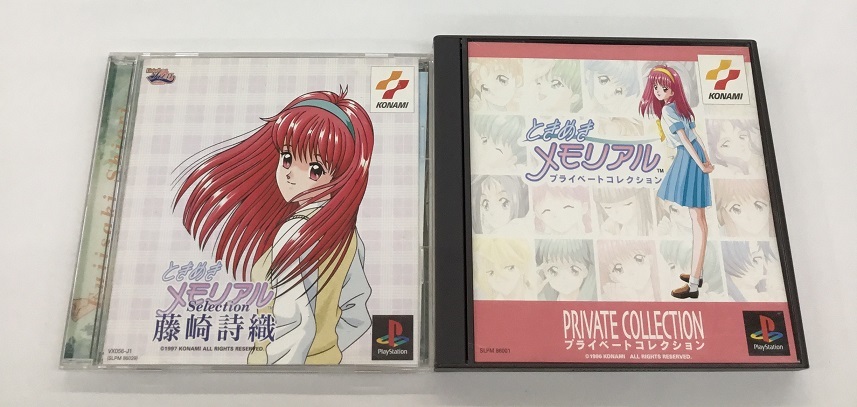 KONAMI
ときめき
メモリアル
Selection
藤崎詩織
VX056-J1
©1997 KONAMI ALL RIGHTS RESERVED.
PlayStation
KONAMI
ときめき
メモリアル
TM
プライベートコレクション
PRIVATE COLLECTION
プライベートコレクション
©1996 KONAMI ALL RIGHTS RESERVED.
PlayStation